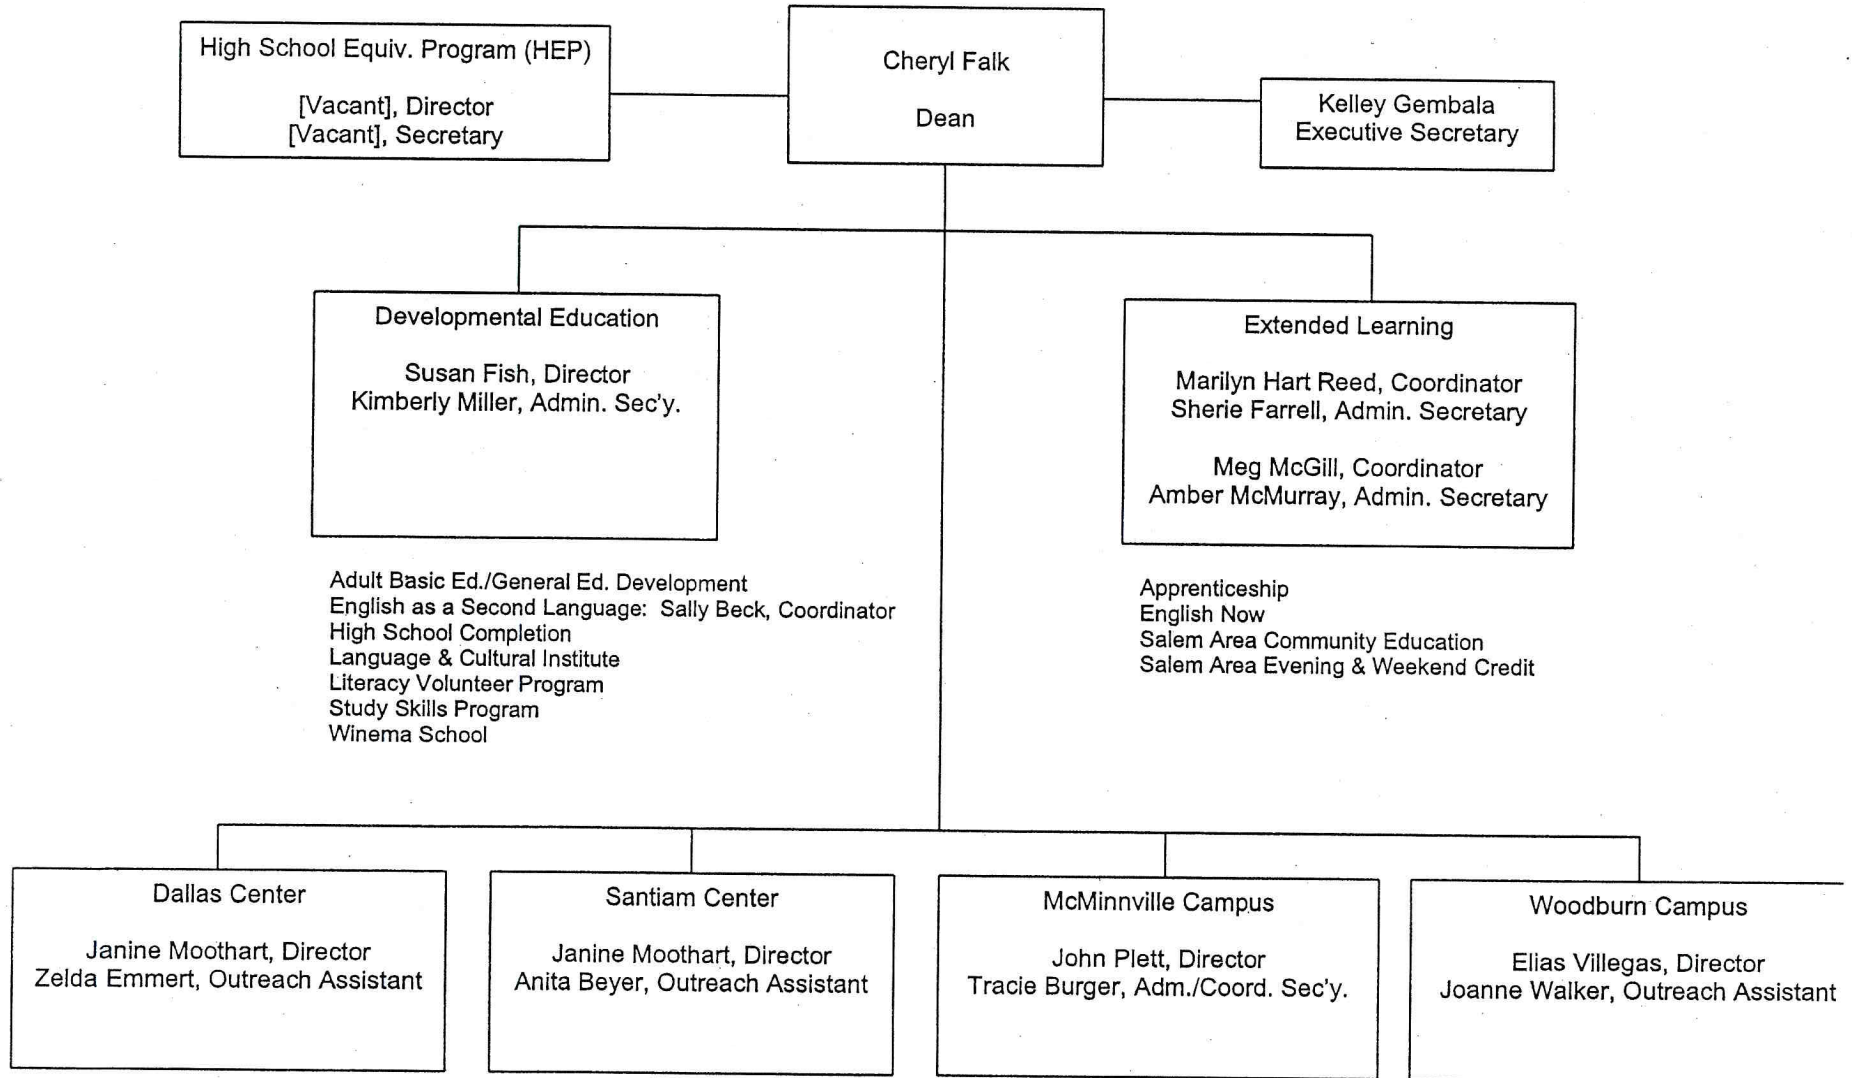 High School Equiv. Program (HEP)
[Vacant], Director
[Vacant], Secretary
Cheryl Falk
Dean
Kelley Gembala
Executive Secretary
Developmental Education
Susan Fish, Director
Kimberly Miller, Admin. Sec'y.
Extended Learning
Marilyn Hart Reed, Coordinator
Sherie Farrell, Admin. Secretary
Meg McGill, Coordinator
Amber McMurray, Admin. Secretary
Adult Basic Ed./General Ed. Development
English as a Second Language:  Sally Beck, Coordinator
High School Completion
Language & Cultural Institute
Literacy Volunteer Program
Study Skills Program
Winema School
Apprenticeship
English Now
Salem Area Community Education
Salem Area Evening & Weekend Credit
Dallas Center
Janine Moothart, Director
Zelda Emmert, Outreach Assistant
Santiam Center
Janine Moothart, Director
Anita Beyer, Outreach Assistant
McMinnville Campus
John Plett, Director
Tracie Burger, Adm./Coord. Sec'y.
Woodburn Campus
Elias Villegas, Director
Joanne Walker, Outreach Assistant